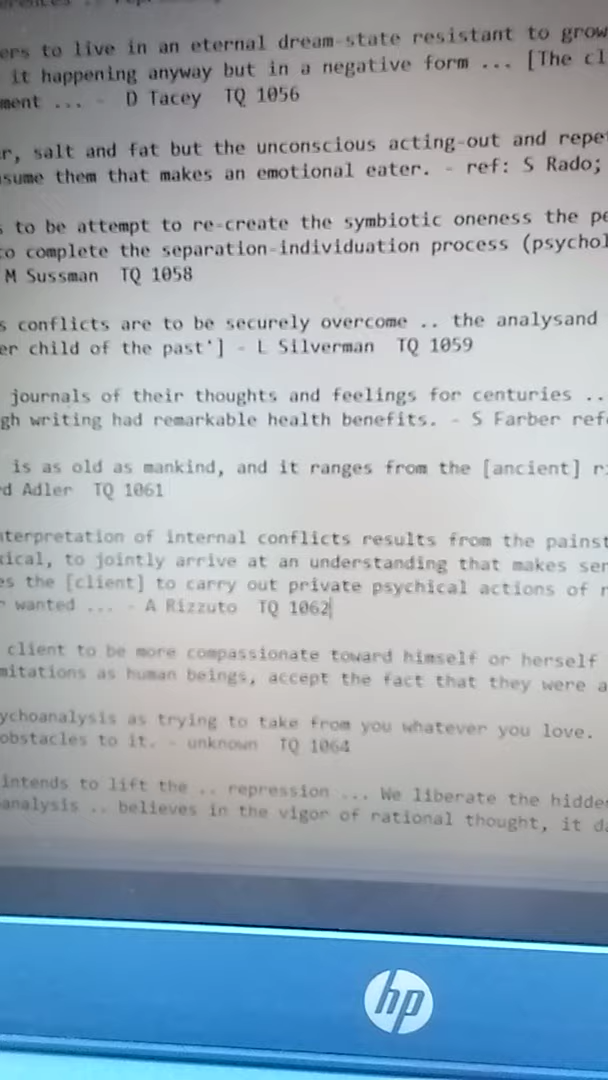 ers to live in an eternal dream-state resistant to grow
it happening anyway but in a negative form ... [The cl
ment ... - D Tacey TQ 1056
r, salt and fat but the unconscious acting-out and repe
sume them that makes an emotional eater. - ref: S Rado;
s to be attempt to re-create the symbiotic oneness the pe
to complete the separation-individuation process (psychol
M Sussman TQ 1058
s conflicts are to be securely overcome .. the analysand
er child of the past'] - L Silverman TQ 1059
journals of their thoughts and feelings for centuries ..
gh writing had remarkable health benefits. - S Farber ref
is as old as mankind, and it ranges from the [ancient] r
rd Adler TQ 1061
nterpretation of internal conflicts results from the painst
ical, to jointly arrive at an understanding that makes ser
es the [client] to carry out private psychical actions of r
r wanted ... - A Rizzuto TQ 1062
client to be more compassionate toward himself or herself
mitations as human beings, accept the fact that they were a
ychoanalysis as trying to take from you whatever you love.
obstacles to it. - unknown TQ 1064
intends to lift the .. repression ... We liberate the hidde
analysis .. believes in the vigor of rational thought, it d
hp